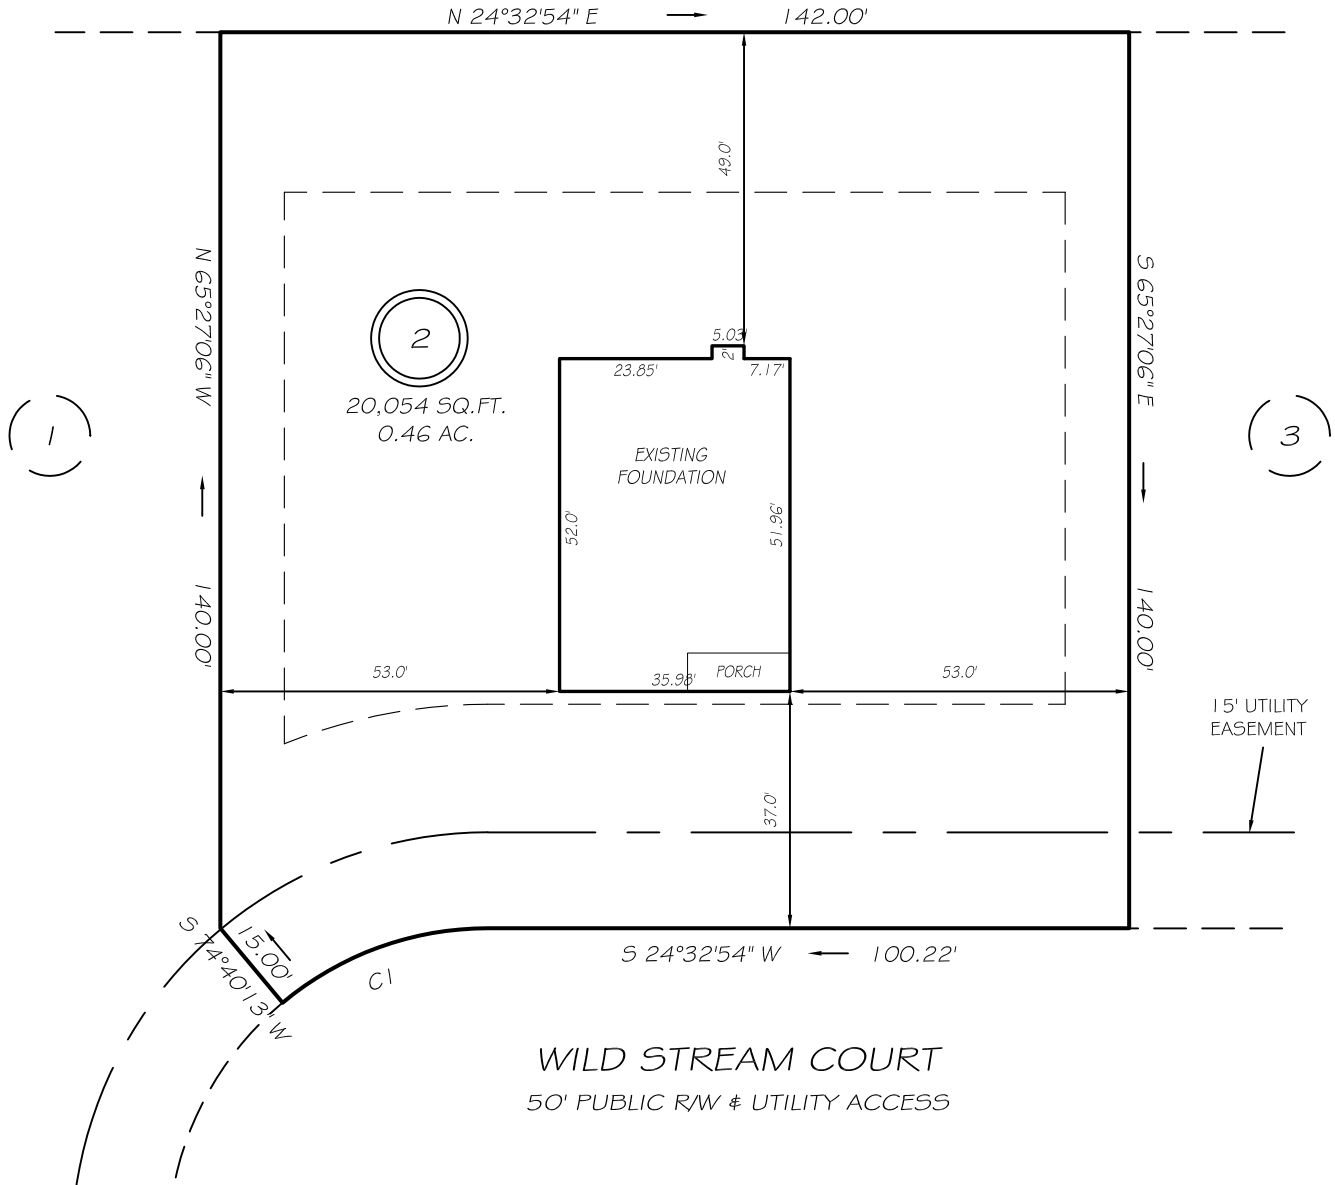 N 24°32'54" E 142.00'
49.0'
N 65°27'06" W
140.00'
S 65°27'06" E
140.00'
1
2
20,054 SQ.FT.
0.46 AC.
3
5.03'
2'
23.85'
7.17'
EXISTING
FOUNDATION
52.0'
51.96'
PORCH
35.98'
53.0'
53.0'
15' UTILITY
EASEMENT
37.0'
S 74°40'13" W
15.00'
C1
S 24°32'54" W 100.22'
WILD STREAM COURT
50' PUBLIC R/W & UTILITY ACCESS